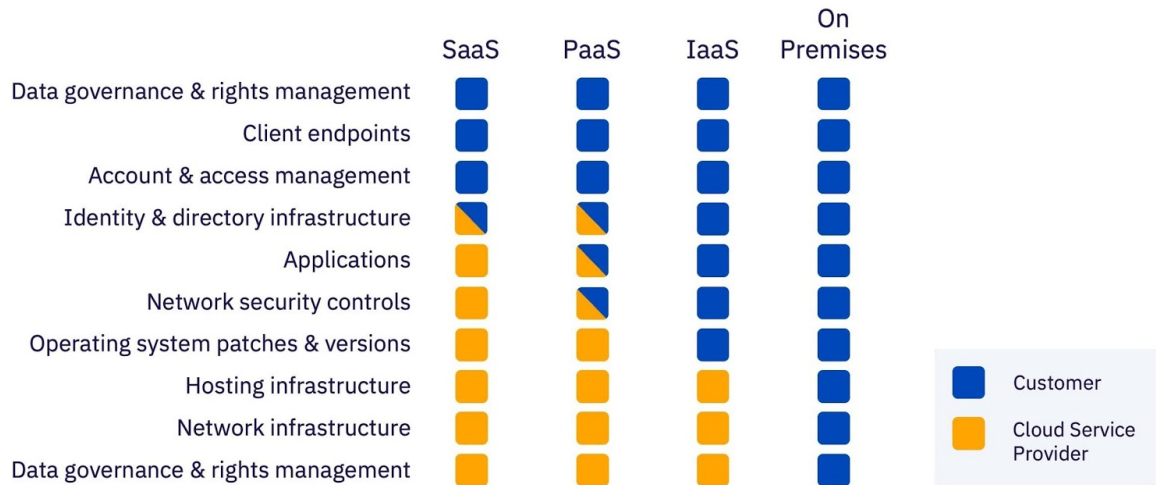 SaaS
PaaS
IaaS
On
Premises
Data governance & rights management
Client endpoints
Account & access management
Identity & directory infrastructure
Applications
Network security controls
Operating system patches & versions
Hosting infrastructure
Network infrastructure
Data governance & rights management
Customer
Cloud Service
Provider